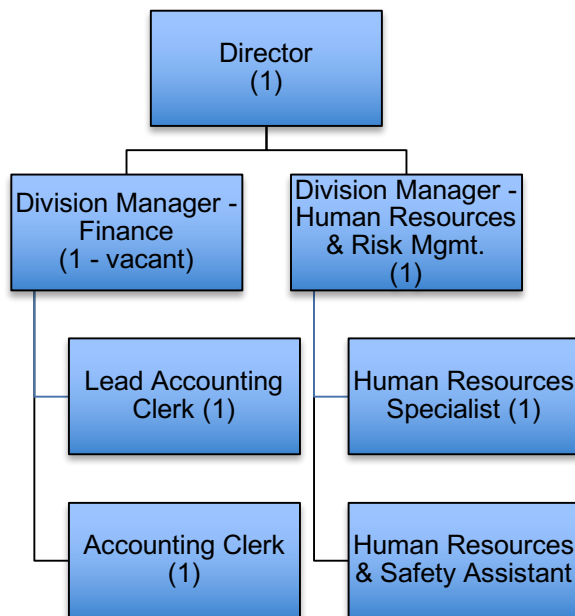 Director
(1)
Division Manager -
Finance
(1 - vacant)
Division Manager -
Human Resources
& Risk Mgmt.
(1)
Lead Accounting
Clerk (1)
Human Resources
Specialist (1)
Accounting Clerk
(1)
Human Resources
& Safety Assistant